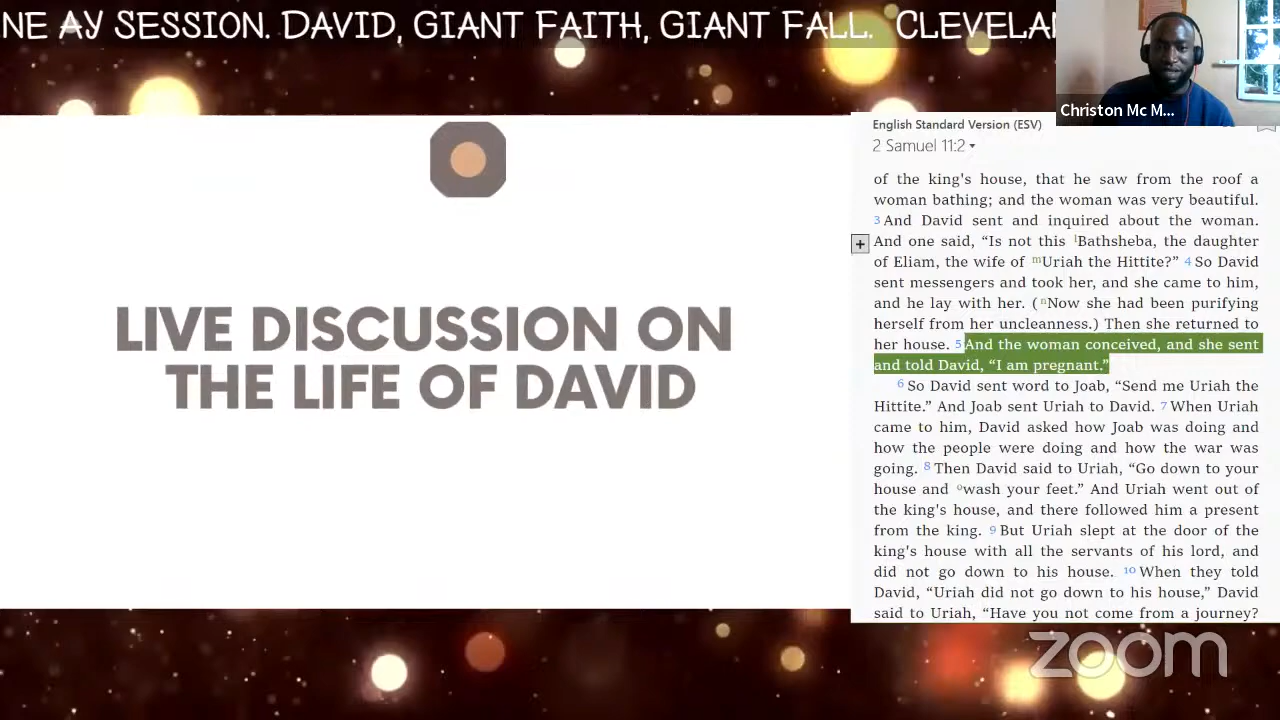 NE AY SESSION. DAVID, GIANT FAITH, GIANT FALL. CLEVELAN
Christon Mc M...
LIVE DISCUSSION ON
THE LIFE OF DAVID
English Standard Version (ESV)
2 Samuel 11:2
of the king's house, that he saw from the roof a
woman bathing; and the woman was very beautiful.
3 And David sent and inquired about the woman.
And one said, “Is not this lBathsheba, the daughter
of Eliam, the wife of mUriah the Hittite?” 4 So David
sent messengers and took her, and she came to him,
and he lay with her. (nNow she had been purifying
herself from her uncleanness.) Then she returned to
her house. 5 And the woman conceived, and she sent
and told David, “I am pregnant.”
6 So David sent word to Joab, “Send me Uriah the
Hittite.” And Joab sent Uriah to David. 7 When Uriah
came to him, David asked how Joab was doing and
how the people were doing and how the war was
going. 8 Then David said to Uriah, “Go down to your
house and owash your feet.” And Uriah went out of
the king's house, and there followed him a present
from the king. 9 But Uriah slept at the door of the
king's house with all the servants of his lord, and
did not go down to his house. 10 When they told
David, “Uriah did not go down to his house,” David
said to Uriah, “Have you not come from a journey?
zoom